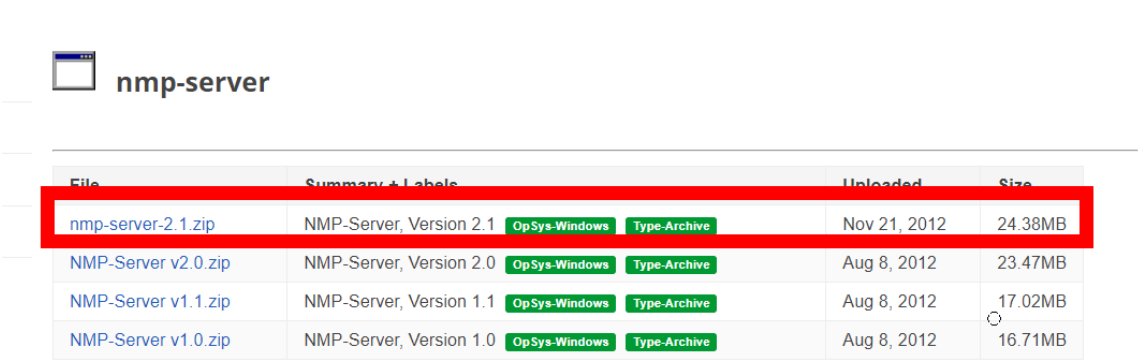 nmp-server
File Summary + Labels Uploaded Size
nmp-server-2.1.zip NMP-Server, Version 2.1 OpSys-Windows Type-Archive Nov 21, 2012 24.38MB
NMP-Server v2.0.zip NMP-Server, Version 2.0 OpSys-Windows Type-Archive Aug 8, 2012 23.47MB
NMP-Server v1.1.zip NMP-Server, Version 1.1 OpSys-Windows Type-Archive Aug 8, 2012 17.02MB
NMP-Server v1.0.zip NMP-Server, Version 1.0 OpSys-Windows Type-Archive Aug 8, 2012 16.71MB